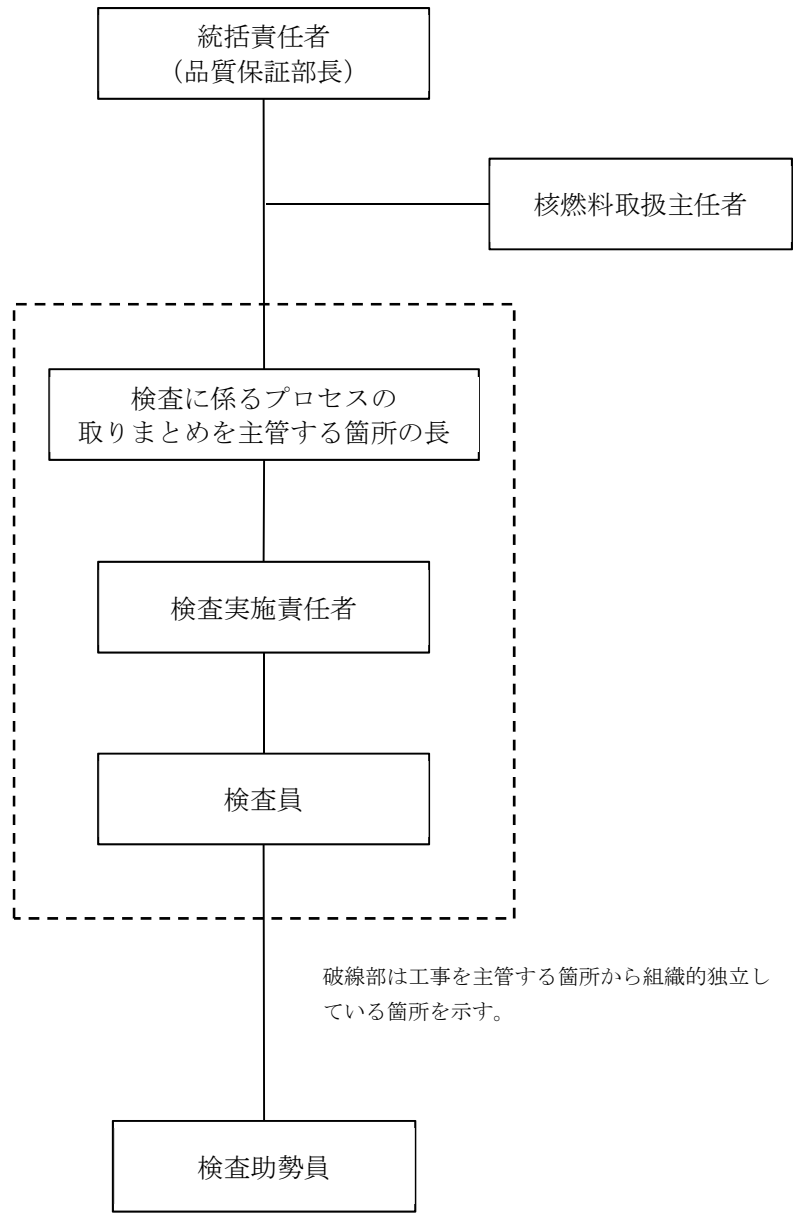 統括責任者
（品質保証部長）
核燃料取扱主任者
検査に係るプロセスの
取りまとめを主管する箇所の長
検査実施責任者
検査員
破線部は工事を主管する箇所から組織的独立し
ている箇所を示す。
検査助勢員